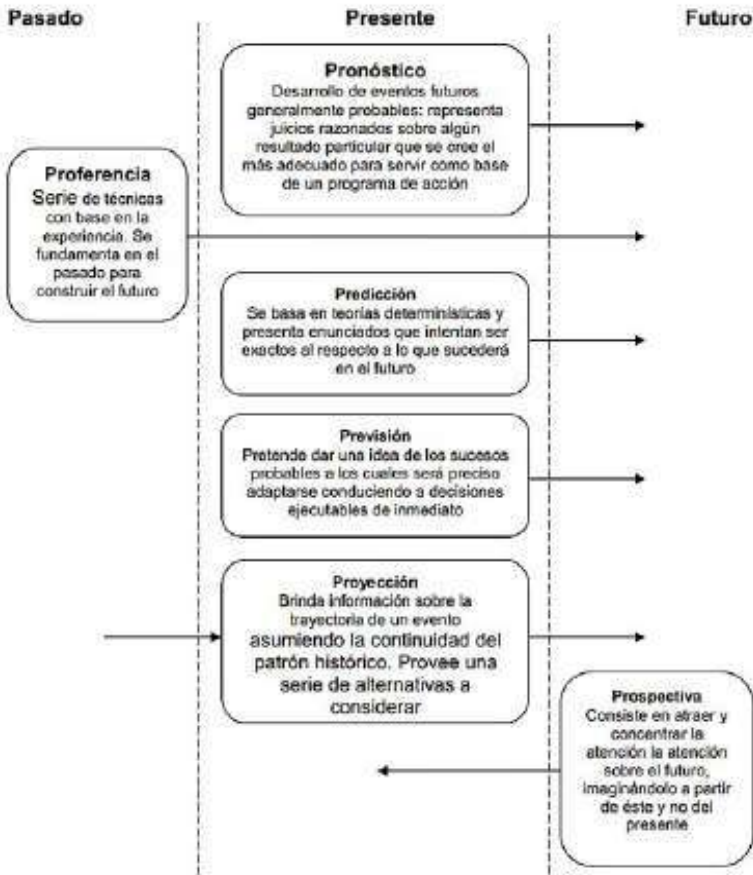 Pasado
Presente
Futuro
Pronóstico
Desarrollo de eventos futuros
generalmente probables: representa
juicios razonados sobre algún
resultado particular que se cree el
más adecuado para servir como base
de un programa de acción
Proferencia
Serie de técnicas
con base en la
experiencia. Se
fundamenta en el
pasado para
construir el futuro
Predicción
Se basa en teorías determinísticas y
presenta enunciados que intentan ser
exactos al respecto a lo que sucederá
en el futuro
Previsión
Pretende dar una idea de los sucesos
probables a los cuales será preciso
adaptarse conduciendo a decisiones
ejecutables de inmediato
Proyección
Brinda información sobre la
trayectoria de un evento
asumiendo la continuidad del
patrón histórico. Provee una
serie de alternativas a
considerar
Prospectiva
Consiste en atraer y
concentrar la
atención la atención
sobre el futuro,
imaginándolo a partir
de éste y no del
presente